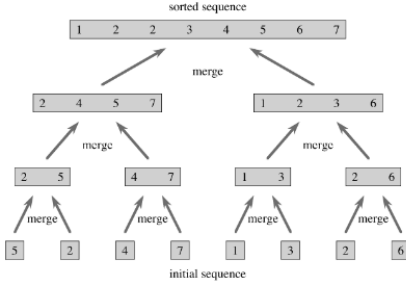 sorted sequence
1 2 2 3 4 5 6 7
merge
2 4 5 7 1 2 3 6
merge merge
2 5 4 7 1 3 2 6
merge merge merge merge
5 2 4 7 1 3 2 6
initial sequence